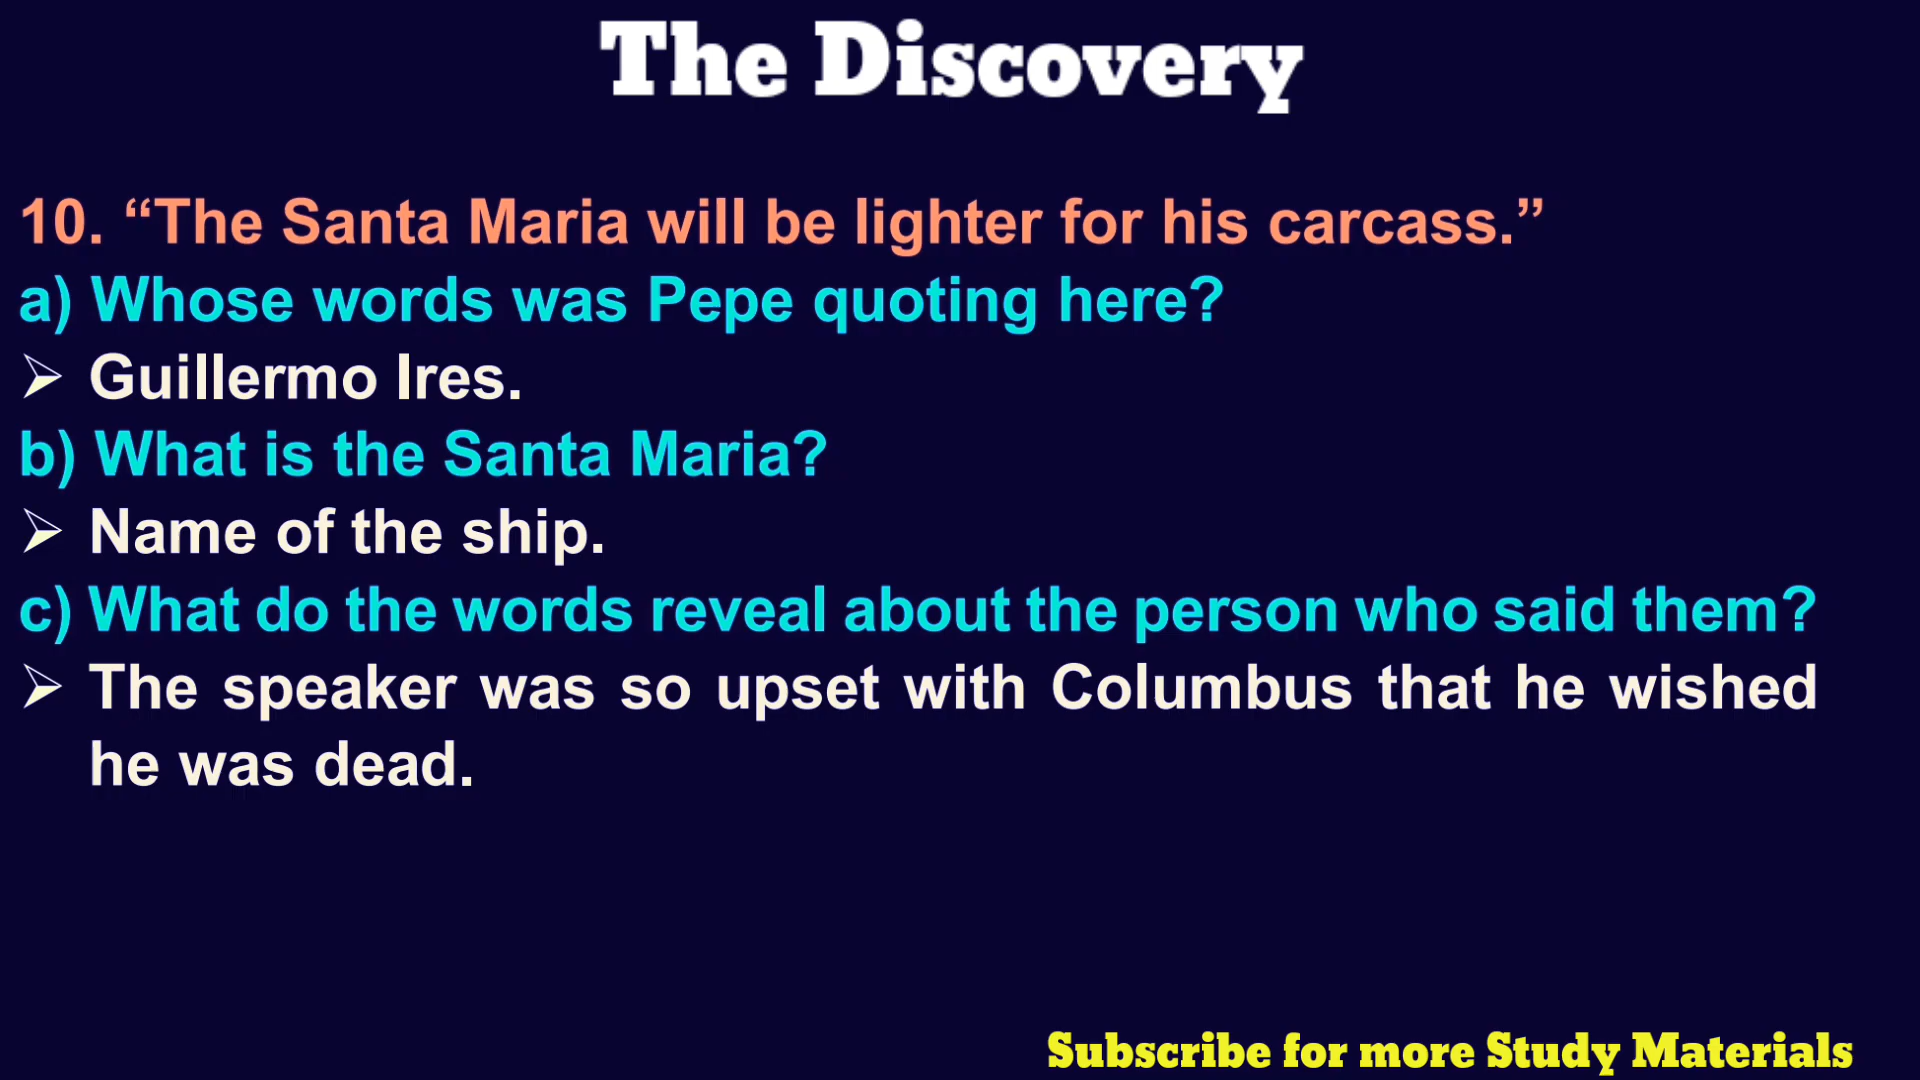 The Discovery
10. “The Santa Maria will be lighter for his carcass.”
a) Whose words was Pepe quoting here?
➢ Guillermo Ires.
b) What is the Santa Maria?
➢ Name of the ship.
c) What do the words reveal about the person who said them?
➢ The speaker was so upset with Columbus that he wished
he was dead.
Subscribe for more Study Materials